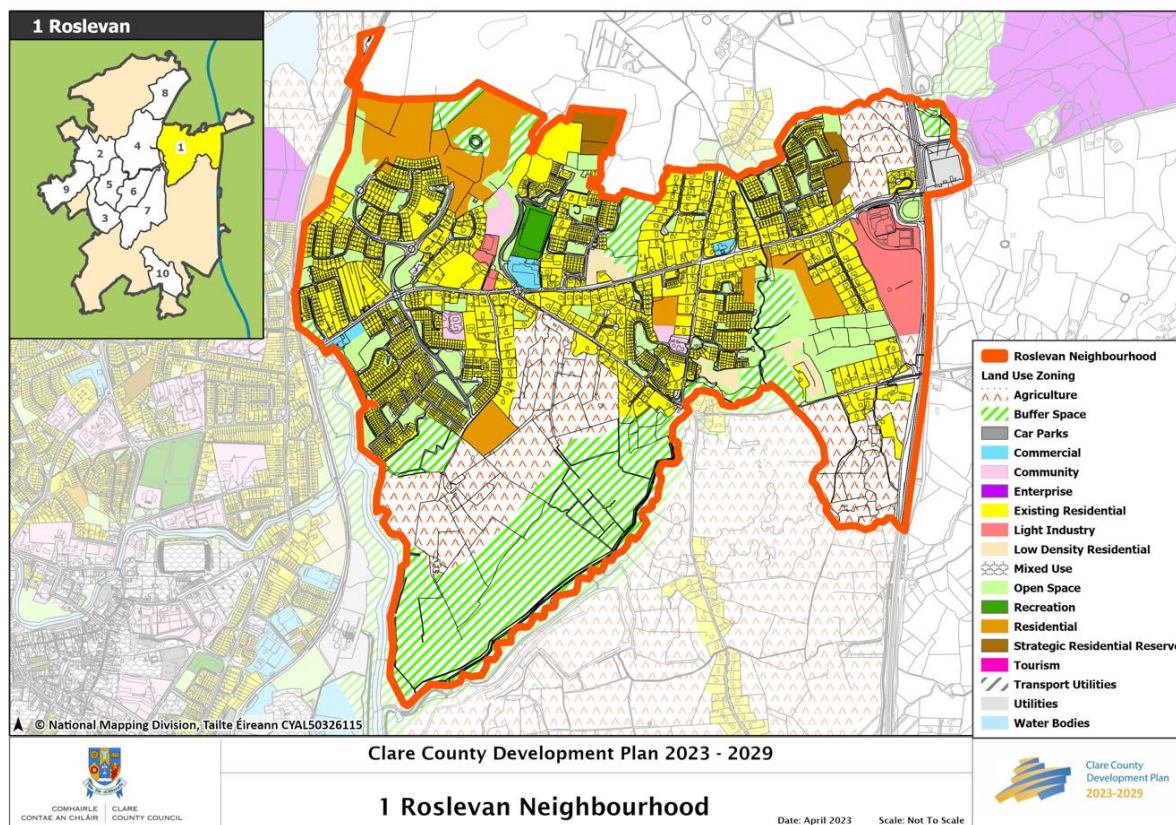 1 Roslevan
8
1
4
2
9
5
6
3
7
10
Roslevan Neighbourhood
Land Use Zoning
Agriculture
Buffer Space
Car Parks
Commercial
Community
Enterprise
Existing Residential
Light Industry
Low Density Residential
Mixed Use
Open Space
Recreation
Residential
Strategic Residential Reserve
Tourism
Transport Utilities
Utilities
Water Bodies
© National Mapping Division, Tailte Éireann CYAL50326115
COMHAIRLE
CONTAE AN CHLÁIR
CLARE
COUNTY COUNCIL
Clare County Development Plan 2023 - 2029
1 Roslevan Neighbourhood
Date: April 2023 Scale: Not To Scale
Clare County
Development Plan
2023-2029